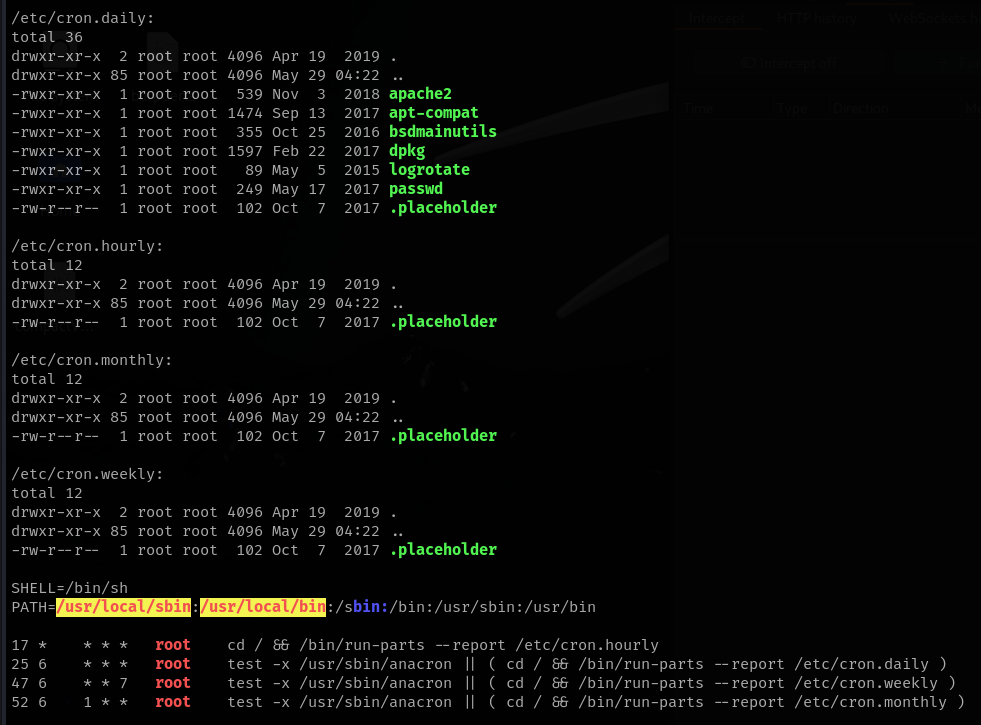 Intercept HTTP history WebSockets hi
/etc/cron.daily:
total 36
drwxr-xr-x  2 root root 4096 Apr 19  2019 .
drwxr-xr-x 85 root root 4096 May 29 04:22 ..
-rwxr-xr-x  1 root root  539 Nov  3  2018 apache2
-rwxr-xr-x  1 root root 1474 Sep 13  2017 apt-compat
-rwxr-xr-x  1 root root  355 Oct 25  2016 bsdmainutils
-rwxr-xr-x  1 root root 1597 Feb 22  2017 dpkg
-rwxr-xr-x  1 root root   89 May  5  2015 logrotate
-rwxr-xr-x  1 root root  249 May 17  2017 passwd
-rw-r--r--  1 root root  102 Oct  7  2017 .placeholder
Time Type Direction
/etc/cron.hourly:
total 12
drwxr-xr-x  2 root root 4096 Apr 19  2019 .
drwxr-xr-x 85 root root 4096 May 29 04:22 ..
-rw-r--r--  1 root root  102 Oct  7  2017 .placeholder
/etc/cron.monthly:
total 12
drwxr-xr-x  2 root root 4096 Apr 19  2019 .
drwxr-xr-x 85 root root 4096 May 29 04:22 ..
-rw-r--r--  1 root root  102 Oct  7  2017 .placeholder
/etc/cron.weekly:
total 12
drwxr-xr-x  2 root root 4096 Apr 19  2019 .
drwxr-xr-x 85 root root 4096 May 29 04:22 ..
-rw-r--r--  1 root root  102 Oct  7  2017 .placeholder
SHELL=/bin/sh
PATH=/usr/local/sbin:/usr/local/bin:/sbin:/bin:/usr/sbin:/usr/bin
17 *    * * *   root    cd / && /bin/run-parts --report /etc/cron.hourly
25 6    * * *   root    test -x /usr/sbin/anacron || ( cd / && /bin/run-parts --report /etc/cron.daily )
47 6    * * 7   root    test -x /usr/sbin/anacron || ( cd / && /bin/run-parts --report /etc/cron.weekly )
52 6    1 * *   root    test -x /usr/sbin/anacron || ( cd / && /bin/run-parts --report /etc/cron.monthly )